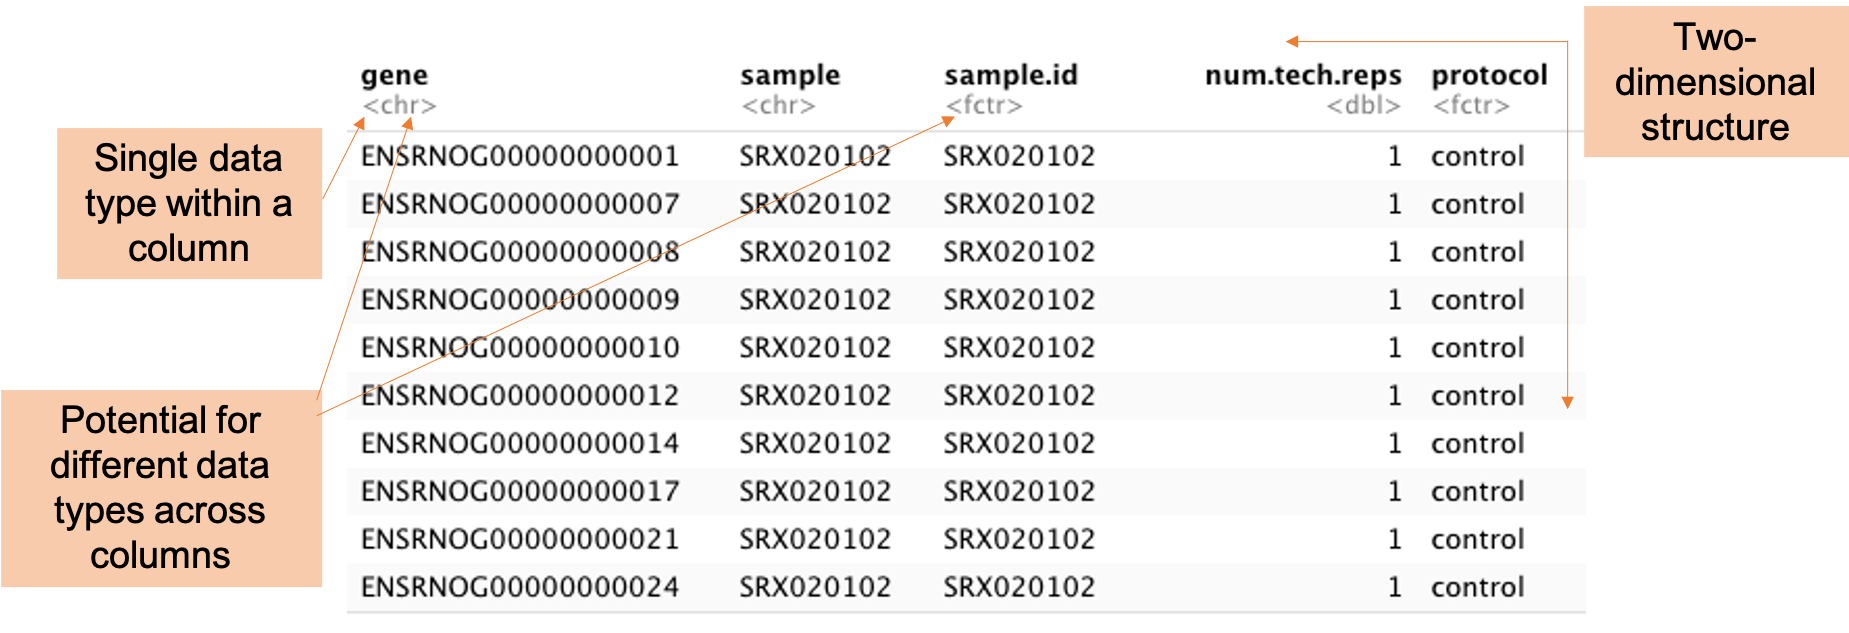 Two-
dimensional
structure
gene sample sample.id num.tech.reps protocol
<chr> <chr> <fctr> <dbl> <fctr>
Single data
type within a
column
ENSRNOG00000000001 SRX020102 SRX020102 1 control
ENSRNOG00000000007 SRX020102 SRX020102 1 control
ENSRNOG00000000008 SRX020102 SRX020102 1 control
ENSRNOG00000000009 SRX020102 SRX020102 1 control
ENSRNOG00000000010 SRX020102 SRX020102 1 control
ENSRNOG00000000012 SRX020102 SRX020102 1 control
ENSRNOG00000000014 SRX020102 SRX020102 1 control
ENSRNOG00000000017 SRX020102 SRX020102 1 control
ENSRNOG00000000021 SRX020102 SRX020102 1 control
ENSRNOG00000000024 SRX020102 SRX020102 1 control
Potential for
different data
types across
columns